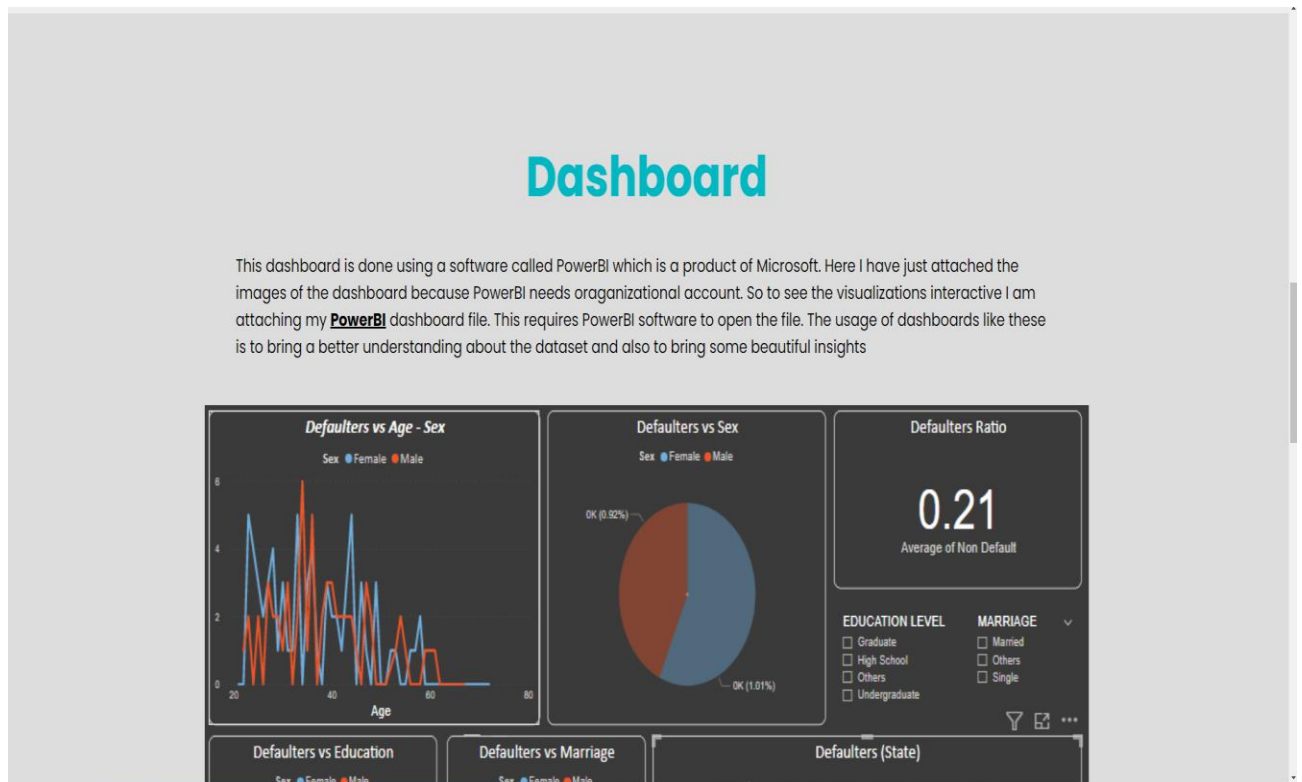 Dashboard
This dashboard is done using a software called PowerBI which is a product of Microsoft. Here I have just attached the
images of the dashboard because PowerBI needs oraganizational account. So to see the visualizations interactive I am
attaching my PowerBI dashboard file. This requires PowerBI software to open the file. The usage of dashboards like these
is to bring a better understanding about the dataset and also to bring some beautiful insights
Defaulters vs Age - Sex
Sex Female Male
6
4
2
0
20 40 60 80
Age
Defaulters vs Sex
Sex Female Male
0K (0.92%)
0K (1.01%)
Defaulters Ratio
0.21
Average of Non Default
EDUCATION LEVEL
Graduate
High School
Others
Undergraduate
MARRIAGE
Married
Others
Single
Defaulters vs Education
Sex Female Male
Defaulters vs Marriage
Sex Female Male
Defaulters (State)